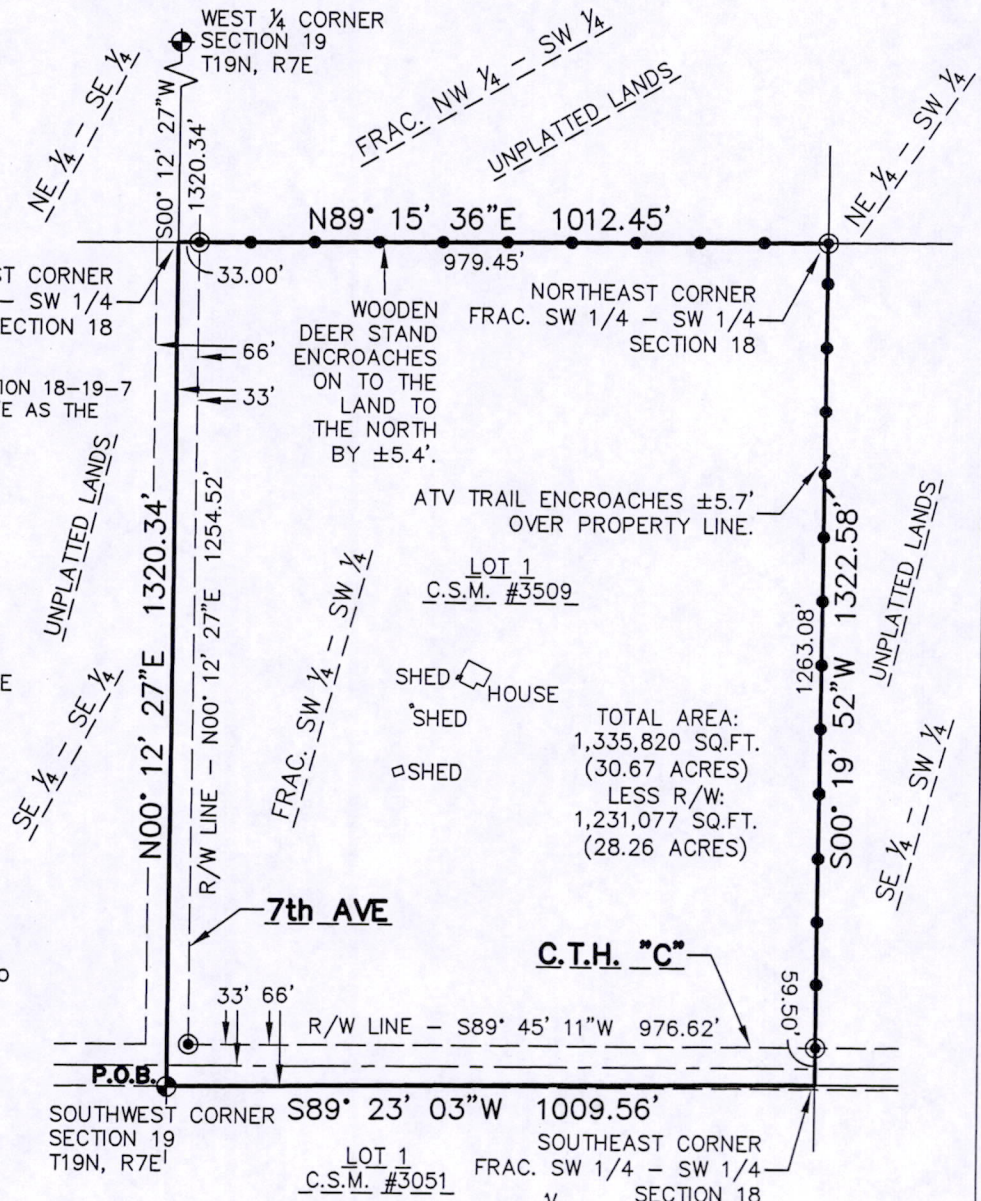 WEST ¼ CORNER
SECTION 19
T19N, R7E
NE ¼ - SE ¼
S00° 12' 27"W
1320.34'
FRAC. NW ¼ - SW ¼
UNPLATTED LANDS
NE ¼ - SW ¼
N89° 15' 36"E 1012.45'
979.45'
33.00'
ST CORNER
- SW 1/4
SECTION 18
WOODEN
DEER STAND
ENCROACHES
ON TO THE
LAND TO
THE NORTH
BY ±5.4'.
NORTHEAST CORNER
FRAC. SW 1/4 - SW 1/4
SECTION 18
66'
33'
ION 18-19-7
E AS THE
UNPLATTED LANDS
N00° 12' 27"E 1320.34'
R/W LINE - N00° 12' 27"E 1254.52'
ATV TRAIL ENCROACHES ±5.7'
OVER PROPERTY LINE.
LOT 1
C.S.M. #3509
FRAC. SW ¼ - SW ¼
S00° 19' 52"W 1322.58'
1263.08'
UNPLATTED LANDS
E
SE ¼ - SE ¼
SHED
HOUSE
SHED
SHED
TOTAL AREA:
1,335,820 SQ.FT.
(30.67 ACRES)
LESS R/W:
1,231,077 SQ.FT.
(28.26 ACRES)
SE ¼ - SW ¼
7th AVE
C.T.H. "C"
59.50'
33' 66'
R/W LINE - S89° 45' 11"W 976.62'
P.O.B.
SOUTHWEST CORNER
SECTION 19
T19N, R7E
S89° 23' 03"W 1009.56'
LOT 1
C.S.M. #3051
SOUTHEAST CORNER
FRAC. SW 1/4 - SW 1/4
SECTION 18